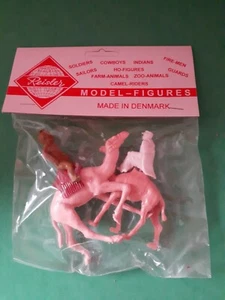 Reisler
SOLDIERS COWBOYS INDIANS FIRE-MEN
SAILORS HO-FIGURES GUARDS
FARM-ANIMALS ZOO-ANIMALS
CAMEL-RIDERS
MODEL-FIGURES
MADE IN DENMARK